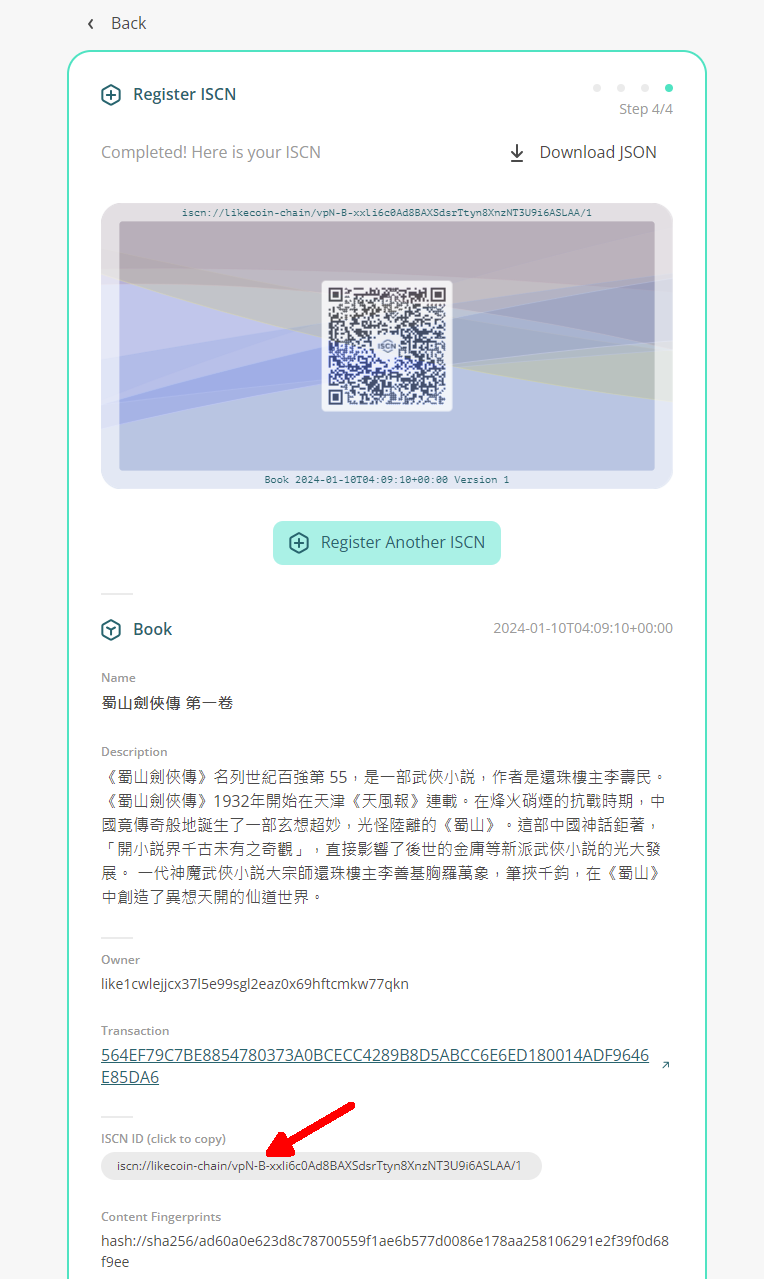 Back
Register ISCN
Step 4/4
Completed! Here is your ISCN
Download JSON
iscn://likecoin-chain/vpN-B-xxli6c0Ad8BAXSdsrTtyn8XnzNT3U9i6ASLAA/1
ISCN
Book 2024-01-10T04:09:10+00:00 Version 1
Register Another ISCN
Book
2024-01-10T04:09:10+00:00
Name
蜀山劍俠傳 第一卷
Description
《蜀山劍俠傳》名列世紀百強第 55，是一部武俠小説，作者是還珠樓主李壽民。
《蜀山劍俠傳》1932年開始在天津《天風報》連載。在烽火硝煙的抗戰時期，中
國竟傳奇般地誕生了一部玄想超妙，光怪陸離的《蜀山》。這部中國神話鉅著，
「開小説界千古未有之奇觀」，直接影響了後世的金庸等新派武俠小説的光大發
展。 一代神魔武俠小説大宗師還珠樓主李善基胸羅萬象，筆挾千鈞，在《蜀山》
中創造了異想天開的仙道世界。
Owner
like1cwlejjcx37l5e99sgl2eaz0x69hftcmkw77qkn
Transaction
564EF79C7BE8854780373A0BCECC4289B8D5ABCC6E6ED180014ADF9646
E85DA6
ISCN ID (click to copy)
iscn://likecoin-chain/vpN-B-xxli6c0Ad8BAXSdsrTtyn8XnzNT3U9i6ASLAA/1
Content Fingerprints
hash://sha256/ad60a0e623d8c78700559f1ae6b577d0086e178aa258106291e2f39f0d68
f9ee